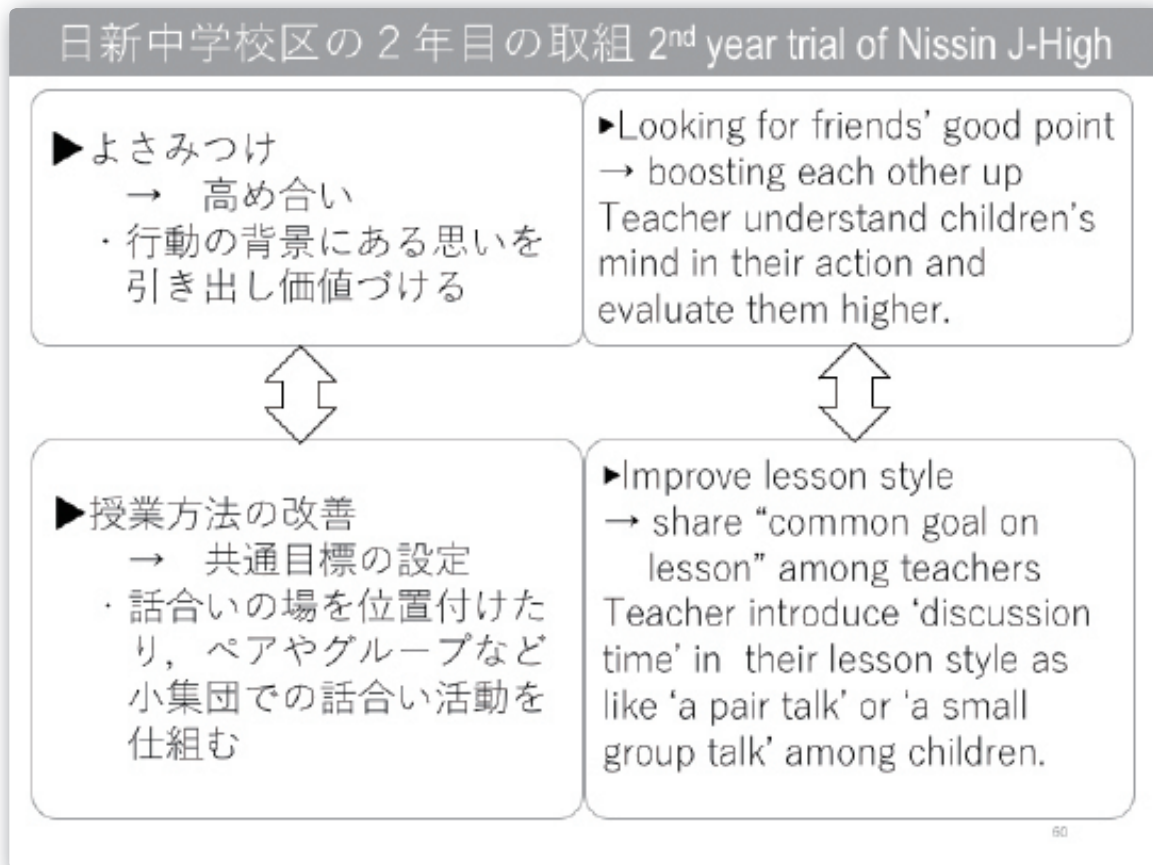 日新中学校区の２年目の取組 2nd year trial of Nissin J-High
▶よさみつけ
→ 高め合い
・行動の背景にある思いを
引き出し価値づける
▶Looking for friends’ good point
→ boosting each other up
Teacher understand children’s
mind in their action and
evaluate them higher.
▶授業方法の改善
→ 共通目標の設定
・話合いの場を位置付けた
り，ペアやグループなど
小集団での話合い活動を
仕組む
▶Improve lesson style
→ share “common goal on
lesson” among teachers
Teacher introduce ‘discussion
time’ in their lesson style as
like ‘a pair talk’ or ‘a small
group talk’ among children.
60